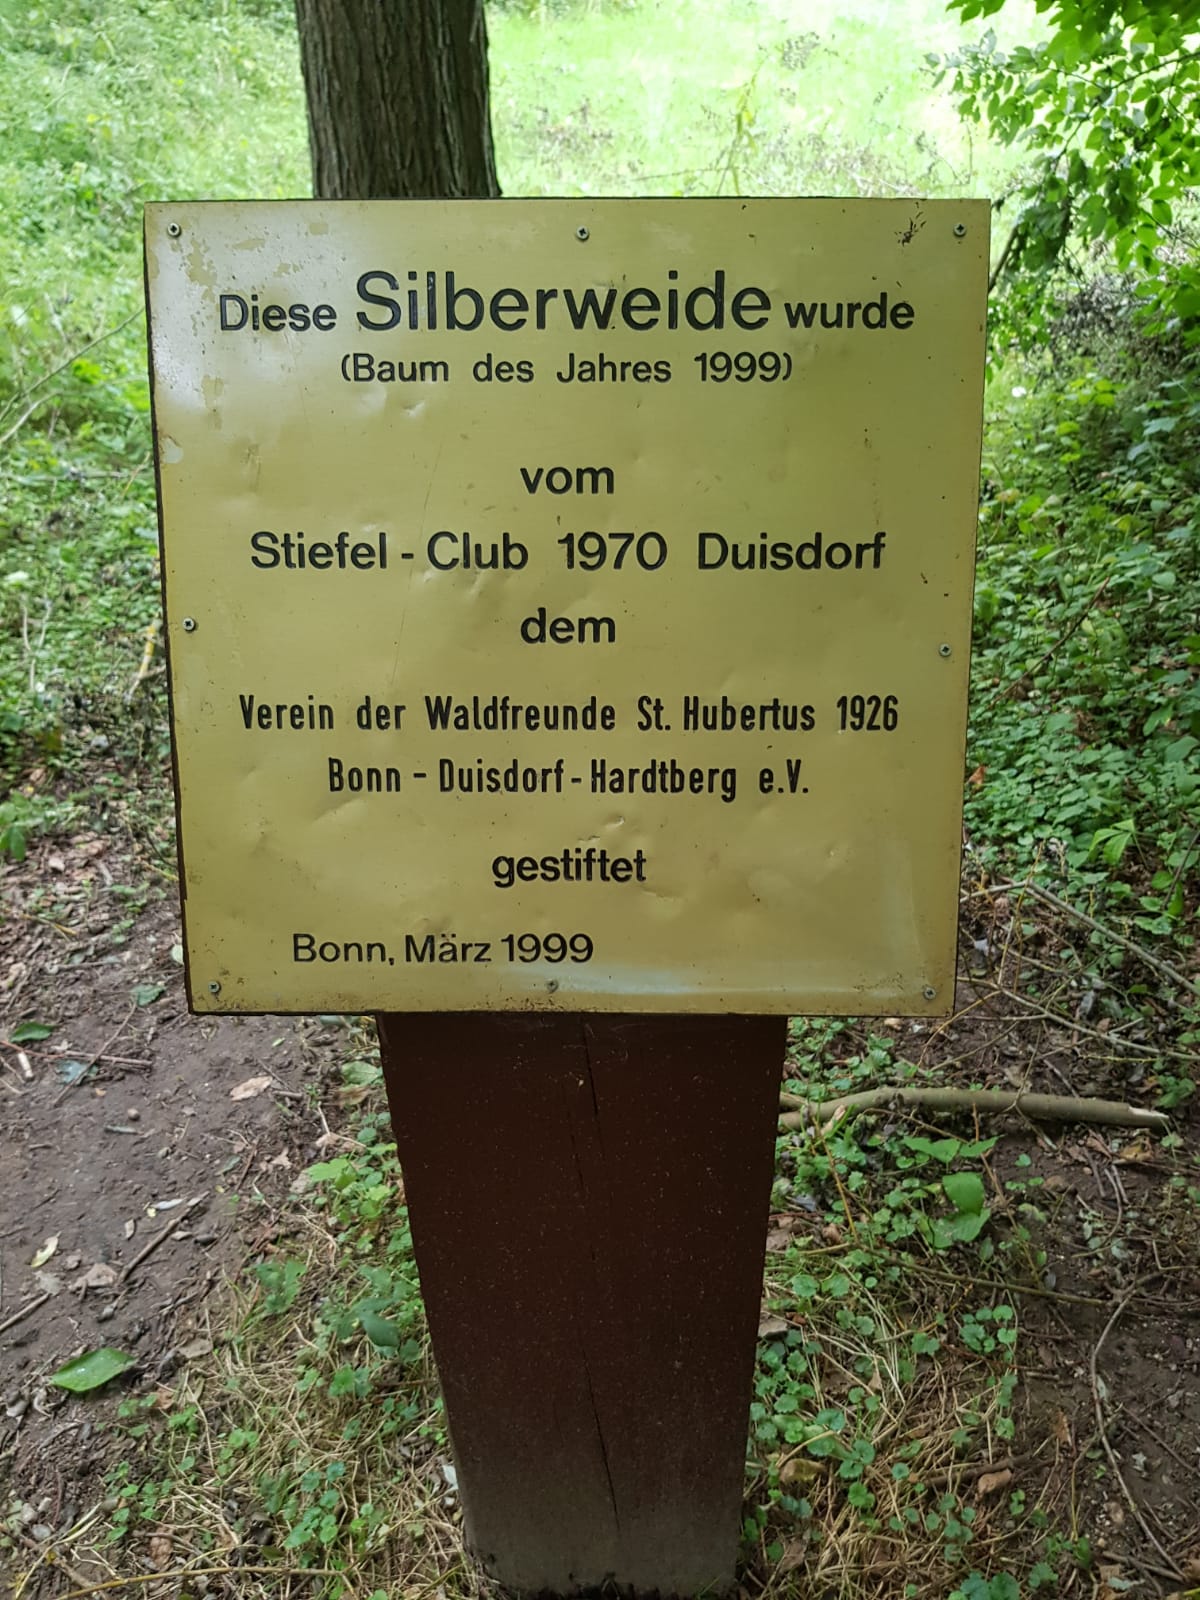 Diese Silberweide wurde
(Baum des Jahres 1999)
vom
Stiefel - Club 1970 Duisdorf
dem
Verein der Waldfreunde St. Hubertus 1926
Bonn - Duisdorf - Hardtberg e.V.
gestiftet
Bonn, März 1999